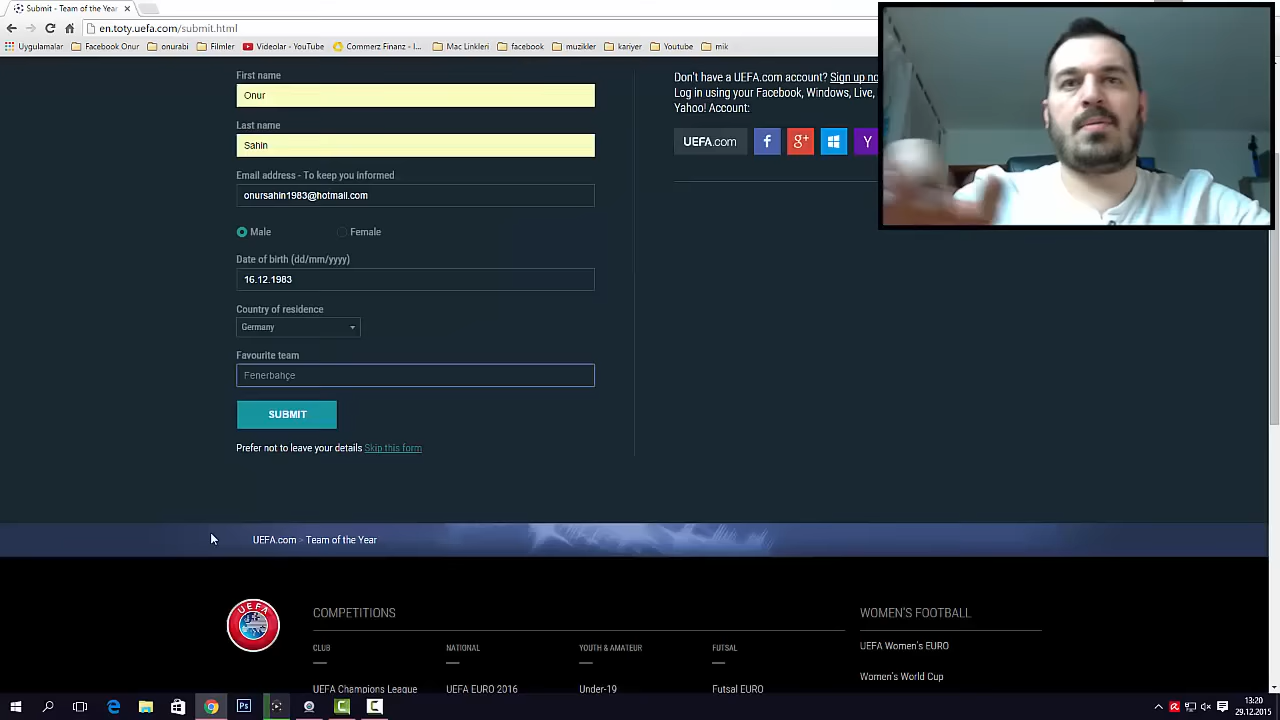 Submit - Team of the Year
en.toty.uefa.com/submit.html
Uygulamalar Facebook Onur onurabi Filmler Videolar - YouTube Commerz Finanz - I... Mac Linkleri facebook muzikler kariyer Youtube mik
First name
Onur
Last name
Sahin
Email address - To keep you informed
onursahin1983@hotmail.com
Male Female
Date of birth (dd/mm/yyyy)
16.12.1983
Country of residence
Germany
Favourite team
Fenerbahçe
SUBMIT
Prefer not to leave your details Skip this form
Don't have a UEFA.com account? Sign up
Log in using your Facebook, Windows, Live,
Yahoo! Account:
UEFA.com f g+ Y
UEFA.com > Team of the Year
UEFA
COMPETITIONS
CLUB NATIONAL YOUTH & AMATEUR FUTSAL
UEFA Champions League UEFA EURO 2016 Under-19 Futsal EURO
WOMEN'S FOOTBALL
UEFA Women's EURO
Women's World Cup
13:20
29.12.2015